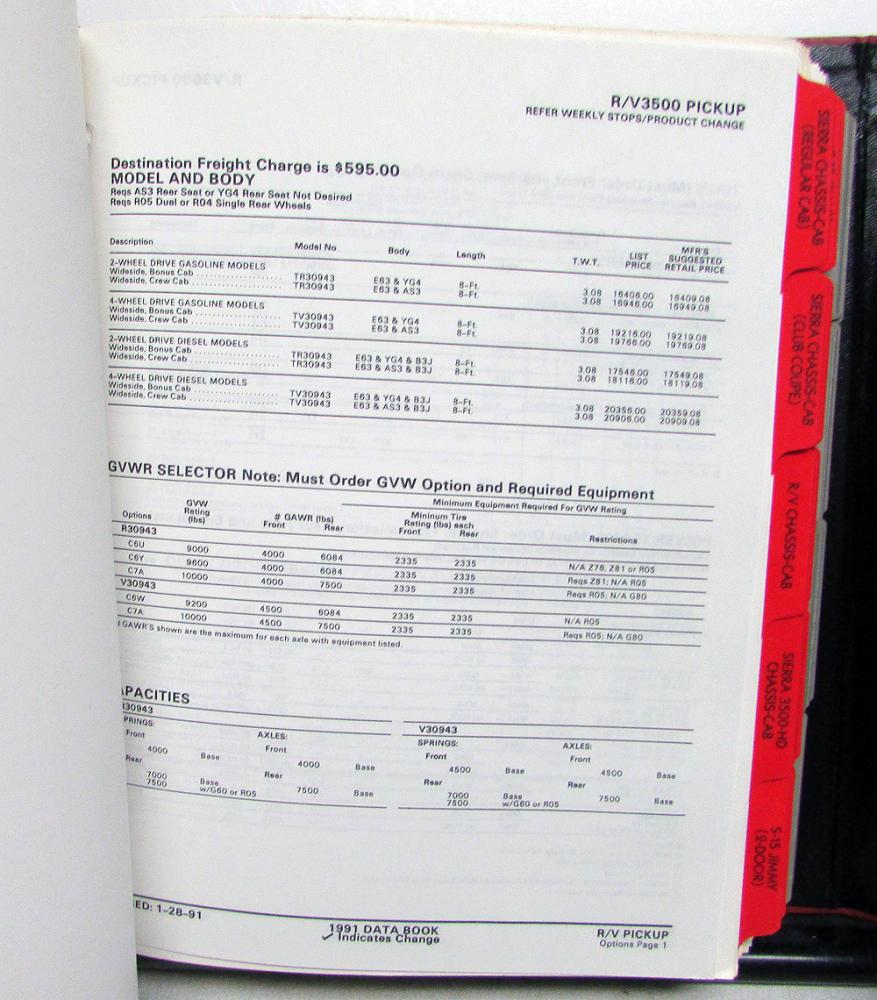 R/V3500 PICKUP
REFER WEEKLY STOPS/PRODUCT CHANGE
Destination Freight Charge is $595.00
MODEL AND BODY
Reqs AS3 Rear Seat or YG4 Rear Seat Not Desired
Reqs R05 Dual or R04 Single Rear Wheels
Description Model No Body Length T.W.T. LIST PRICE MFR'S SUGGESTED RETAIL PRICE
2-WHEEL DRIVE GASOLINE MODELS
Wideside, Bonus Cab TR30943 E63 & YG4 8-Ft. 3.08 16406.00 16409.08
Wideside, Crew Cab TR30943 E63 & AS3 8-Ft. 3.08 16946.00 16949.08
4-WHEEL DRIVE GASOLINE MODELS
Wideside, Bonus Cab TV30943 E63 & YG4 8-Ft. 3.08 19216.00 19219.08
Wideside, Crew Cab TV30943 E63 & AS3 8-Ft. 3.08 19766.00 19769.08
2-WHEEL DRIVE DIESEL MODELS
Wideside, Bonus Cab TR30943 E63 & YG4 & B3J 8-Ft. 3.08 17546.00 17549.08
Wideside, Crew Cab TR30943 E63 & AS3 & B3J 8-Ft. 3.08 18116.00 18119.08
4-WHEEL DRIVE DIESEL MODELS
Wideside, Bonus Cab TV30943 E63 & YG4 & B3J 8-Ft. 3.08 20356.00 20359.08
Wideside, Crew Cab TV30943 E63 & AS3 & B3J 8-Ft. 3.08 20906.00 20909.08
GVWR SELECTOR Note: Must Order GVW Option and Required Equipment
Minimum Equipment Required For GVW Rating
Options GVW Rating (lbs) # GAWR (lbs) Front Rear Mininum Tire Rating (lbs) each Front Rear Restrictions
R30943
C6U 9000 4000 6084 2335 2335 N/A Z76, Z81 or R05
C6Y 9600 4000 6084 2335 2335 Reqs Z81; N/A R05
C7A 10000 4000 7500 2335 2335 Reqs R05; N/A G80
V30943
C6W 9200 4500 6084 2335 2335 N/A R05
C7A 10000 4500 7500 2335 2335 Reqs R05; N/A G80
# GAWR'S shown are the maximum for each axle with equipment listed.
APACITIES
30943
PRINGS: AXLES:
Front Front
4000 Base 4000 Base
Rear Rear
7000 Base 7500 Base
7500 w/G60 or R05
V30943
SPRINGS: AXLES:
Front Front
4500 Base 4500 Base
Rear Rear
7000 Base 7500 Base
7500 w/G60 or R05
SED: 1-28-91
1991 DATA BOOK
✓ Indicates Change
R/V PICKUP
Options Page 1
SIERRA CHASSIS-CAB
(REGULAR CAB)
SIERRA CHASSIS-CAB
(CLUB COUPE)
R/V CHASSIS-CAB
SIERRA 3500-HD
CHASSIS-CAB
S-15 JIMMY
(2-DOOR)